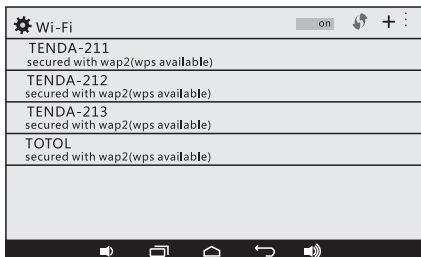 Wi-Fi on
TENDA-211
secured with wap2(wps available)
TENDA-212
secured with wap2(wps available)
TENDA-213
secured with wap2(wps available)
TOTOL
secured with wap2(wps available)